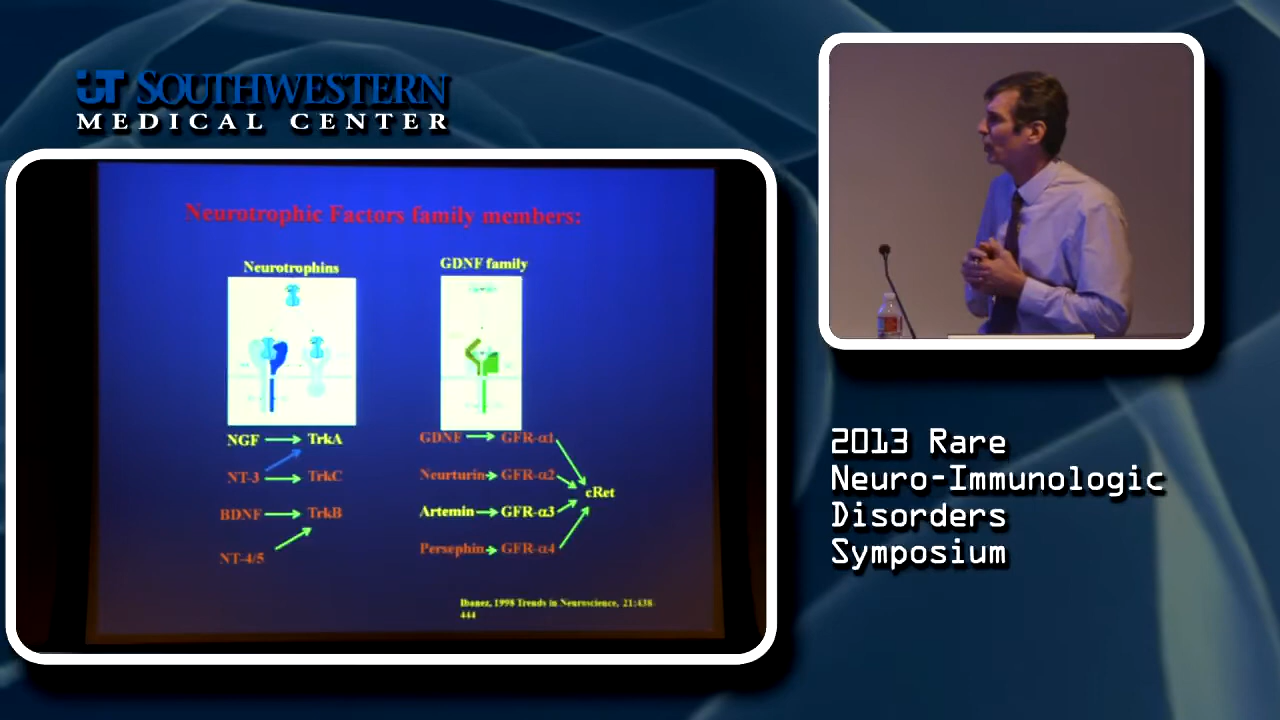 UT SOUTHWESTERN
MEDICAL CENTER
Neurotrophic Factors family members:
Neurotrophins
GDNF family
NGF TrkA
NT-3 TrkC
BDNF TrkB
NT-4/5
GDNF GFR-α1
Neurturin GFR-α2
Artemin GFR-α3
Persephin GFR-α4
cRet
Ibanez, 1998 Trends in Neuroscience, 21:438-
444
2013 Rare
Neuro-Immunologic
Disorders
Symposium